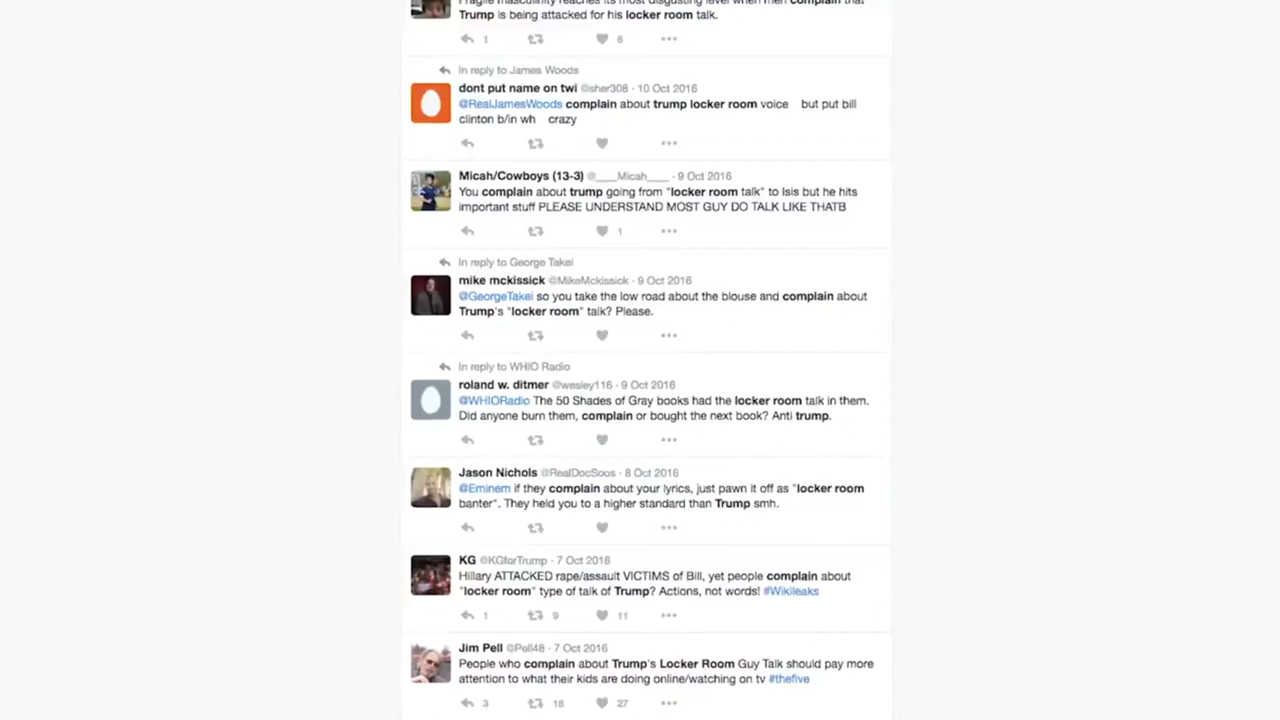 Fragile masculinity reaches its most disgusting level when men complain that
Trump is being attacked for his locker room talk.
1 6
In reply to James Woods
dont put name on twi @sher308 · 10 Oct 2016
@RealJamesWoods complain about trump locker room voice but put bill
clinton b/in wh crazy
Micah/Cowboys (13-3) @____Micah____ · 9 Oct 2016
You complain about trump going from "locker room talk" to Isis but he hits
important stuff PLEASE UNDERSTAND MOST GUY DO TALK LIKE THATB
1
In reply to George Takei
mike mckissick @MikeMckissick · 9 Oct 2016
@GeorgeTakei so you take the low road about the blouse and complain about
Trump's "locker room" talk? Please.
In reply to WHIO Radio
roland w. ditmer @wesley116 · 9 Oct 2016
@WHIORadio The 50 Shades of Gray books had the locker room talk in them.
Did anyone burn them, complain or bought the next book? Anti trump.
Jason Nichols @RealDocSoos · 8 Oct 2016
@Eminem if they complain about your lyrics, just pawn it off as "locker room
banter". They held you to a higher standard than Trump smh.
KG @KGforTrump · 7 Oct 2016
Hillary ATTACKED rape/assault VICTIMS of Bill, yet people complain about
"locker room" type of talk of Trump? Actions, not words! #Wikileaks
1 9 11
Jim Pell @Pell48 · 7 Oct 2016
People who complain about Trump's Locker Room Guy Talk should pay more
attention to what their kids are doing online/watching on tv #thefive
3 18 27